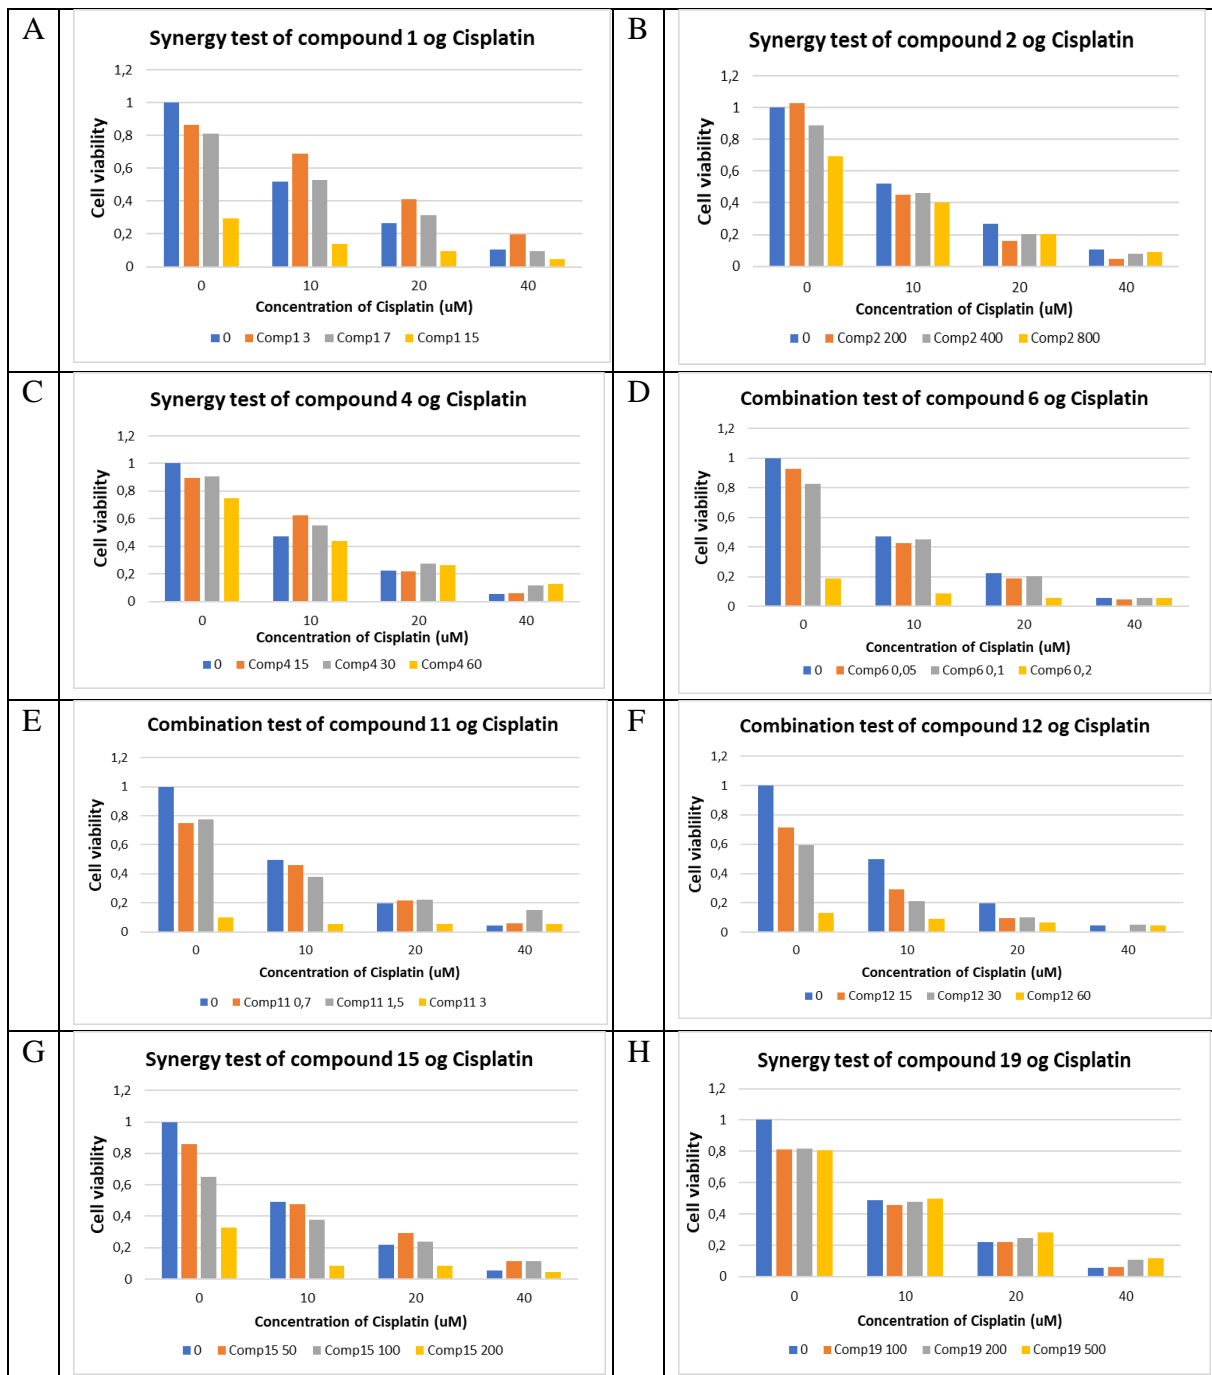 A
Synergy test of compound 1 og Cisplatin
1,2
1
0,8
0,6
0,4
0,2
0
Cell viability
0 10 20 40
Concentration of Cisplatin (uM)
0 Comp1 3 Comp1 7 Comp1 15
B
Synergy test of compound 2 og Cisplatin
1,2
1
0,8
0,6
0,4
0,2
0
Cell viability
0 10 20 40
Concentration of Cisplatin (uM)
0 Comp2 200 Comp2 400 Comp2 800
C
Synergy test of compound 4 og Cisplatin
1,2
1
0,8
0,6
0,4
0,2
0
Cell viability
0 10 20 40
Concentration of Cisplatin (uM)
0 Comp4 15 Comp4 30 Comp4 60
D
Combination test of compound 6 og Cisplatin
1,2
1
0,8
0,6
0,4
0,2
0
Cell viability
0 10 20 40
Concentration of Cisplatin (uM)
0 Comp6 0,05 Comp6 0,1 Comp6 0,2
E
Combination test of compound 11 og Cisplatin
1,2
1
0,8
0,6
0,4
0,2
0
Cell viability
0 10 20 40
Concentration of Cisplatin (uM)
0 Comp11 0,7 Comp11 1,5 Comp11 3
F
Combination test of compound 12 og Cisplatin
1,2
1
0,8
0,6
0,4
0,2
0
Cell viablility
0 10 20 40
Concentration of Cisplatin (uM)
0 Comp12 15 Comp12 30 Comp12 60
G
Synergy test of compound 15 og Cisplatin
1,2
1
0,8
0,6
0,4
0,2
0
Cell viability
0 10 20 40
Concentration of Cisplatin (uM)
0 Comp15 50 Comp15 100 Comp15 200
H
Synergy test of compound 19 og Cisplatin
1,2
1
0,8
0,6
0,4
0,2
0
Cell viability
0 10 20 40
Concentration of Cisplatin (uM)
0 Comp19 100 Comp19 200 Comp19 500